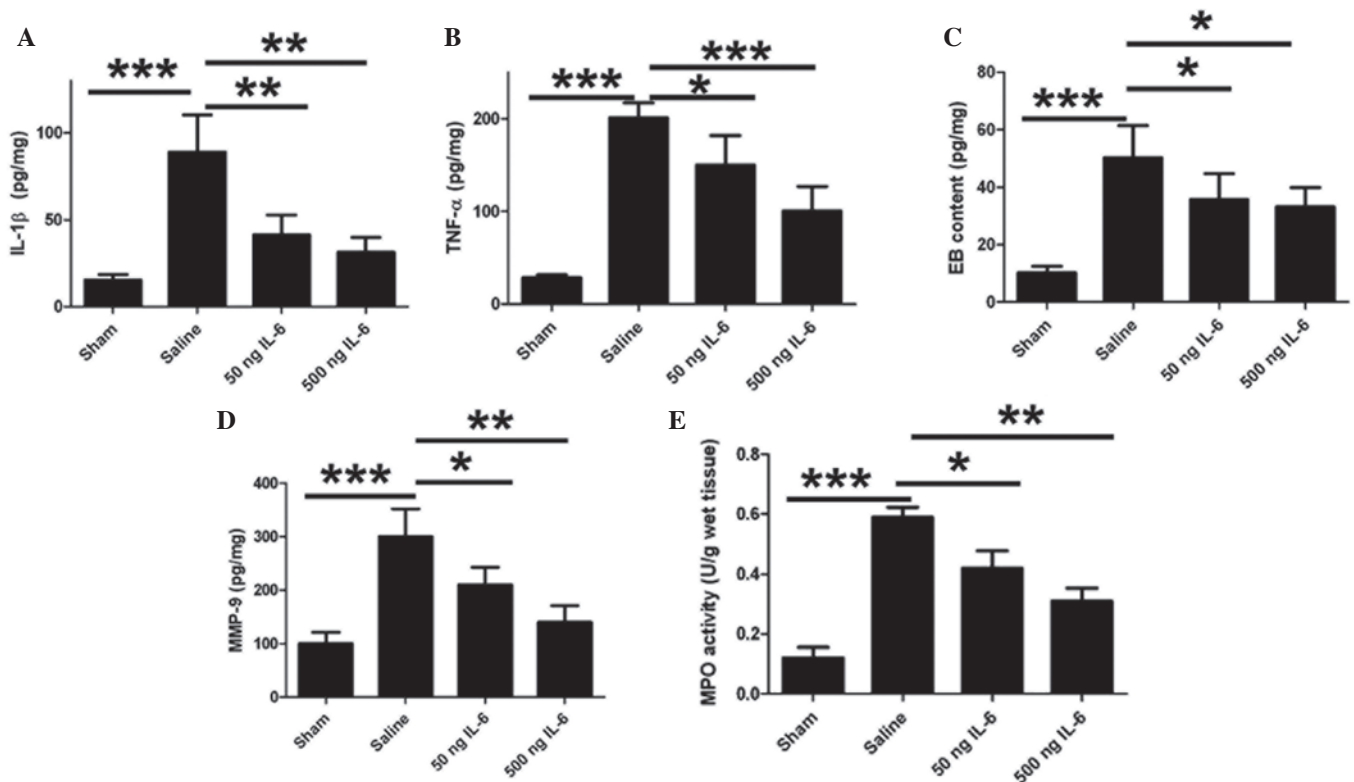 A
**
***
**
IL-1β (pg/mg)
100
50
0
Sham
Saline
50 ng IL-6
500 ng IL-6
B
***
***
*
TNF-α (pg/mg)
200
100
0
Sham
Saline
50 ng IL-6
500 ng IL-6
C
*
*
***
EB content (pg/mg)
80
60
40
20
0
Sham
Saline
50 ng IL-6
500 ng IL-6
D
**
***
*
MMP-9 (pg/mg)
400
300
200
100
0
Sham
Saline
50 ng IL-6
500 ng IL-6
E
**
***
*
MPO activity (U/g wet tissue)
0.8
0.6
0.4
0.2
0.0
Sham
Saline
50 ng IL-6
500 ng IL-6